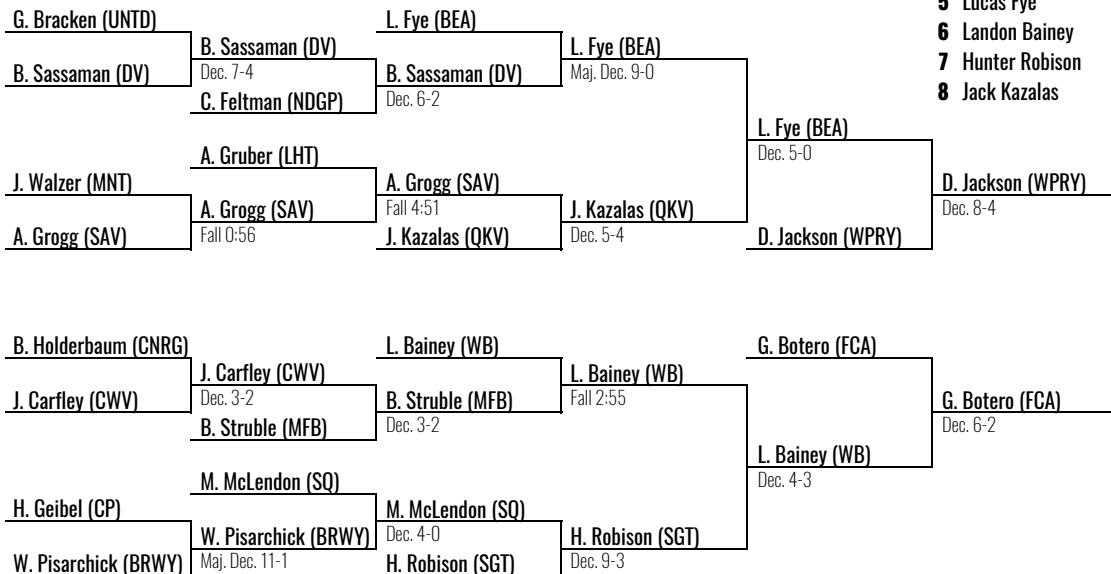 5 Lucas Fye
6 Landon Bainey
7 Hunter Robison
8 Jack Kazalas
G. Bracken (UNTD)
B. Sassaman (DV)
B. Sassaman (DV)
Dec. 7-4
C. Feltman (NDGP)
L. Fye (BEA)
B. Sassaman (DV)
Dec. 6-2
L. Fye (BEA)
Maj. Dec. 9-0
J. Walzer (MNT)
A. Grogg (SAV)
A. Gruber (LHT)
A. Grogg (SAV)
Fall 0:56
A. Grogg (SAV)
Fall 4:51
J. Kazalas (QKV)
J. Kazalas (QKV)
Dec. 5-4
L. Fye (BEA)
Dec. 5-0
D. Jackson (WPRY)
D. Jackson (WPRY)
Dec. 8-4
B. Holderbaum (CNRG)
J. Carfley (CWV)
J. Carfley (CWV)
Dec. 3-2
B. Struble (MFB)
L. Bainey (WB)
B. Struble (MFB)
Dec. 3-2
L. Bainey (WB)
Fall 2:55
H. Geibel (CP)
W. Pisarchick (BRWY)
M. McLendon (SQ)
W. Pisarchick (BRWY)
Maj. Dec. 11-1
M. McLendon (SQ)
Dec. 4-0
H. Robison (SGT)
H. Robison (SGT)
Dec. 9-3
G. Botero (FCA)
L. Bainey (WB)
Dec. 4-3
G. Botero (FCA)
Dec. 6-2